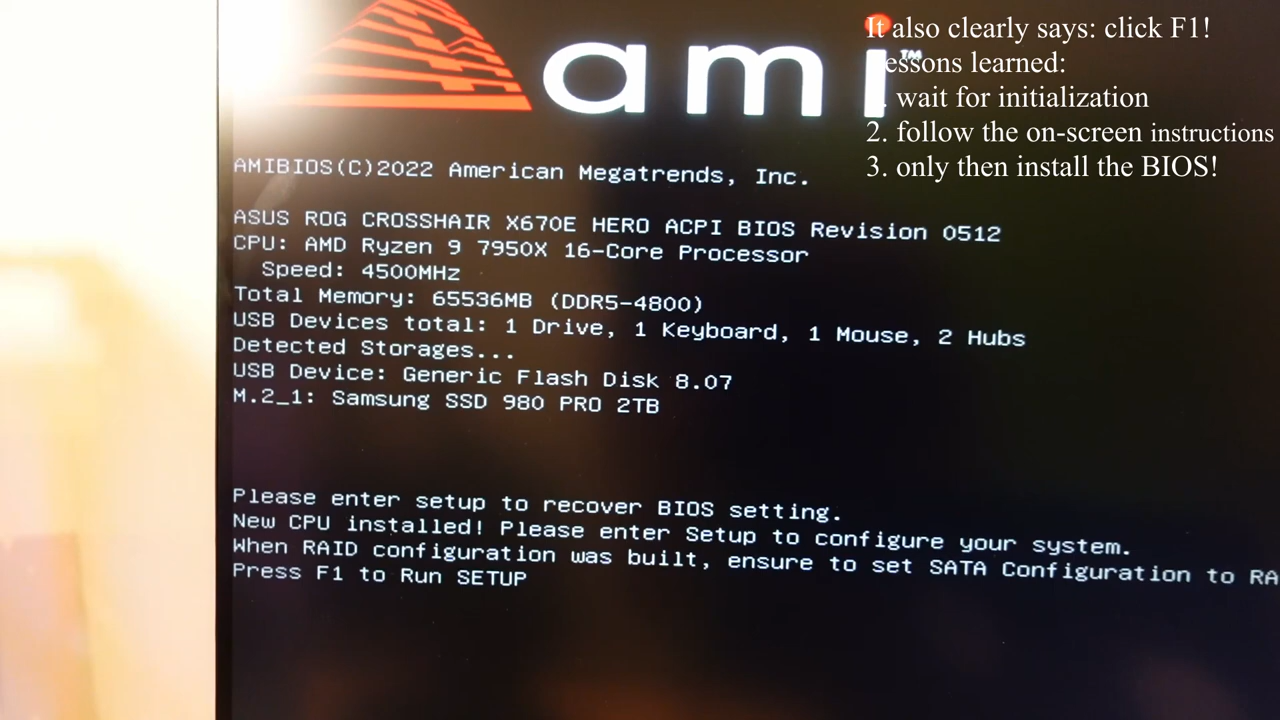 ami
TM
It also clearly says: click F1!
essons learned:
. wait for initialization
2. follow the on-screen instructions
3. only then install the BIOS!
AMIBIOS(C)2022 American Megatrends, Inc.
ASUS ROG CROSSHAIR X670E HERO ACPI BIOS Revision 0512
CPU: AMD Ryzen 9 7950X 16-Core Processor
Speed: 4500MHz
Total Memory: 65536MB (DDR5-4800)
USB Devices total: 1 Drive, 1 Keyboard, 1 Mouse, 2 Hubs
Detected Storages...
USB Device: Generic Flash Disk 8.07
M.2_1: Samsung SSD 980 PRO 2TB
Please enter setup to recover BIOS setting.
New CPU installed! Please enter Setup to configure your system.
When RAID configuration was built, ensure to set SATA Configuration to RA
Press F1 to Run SETUP